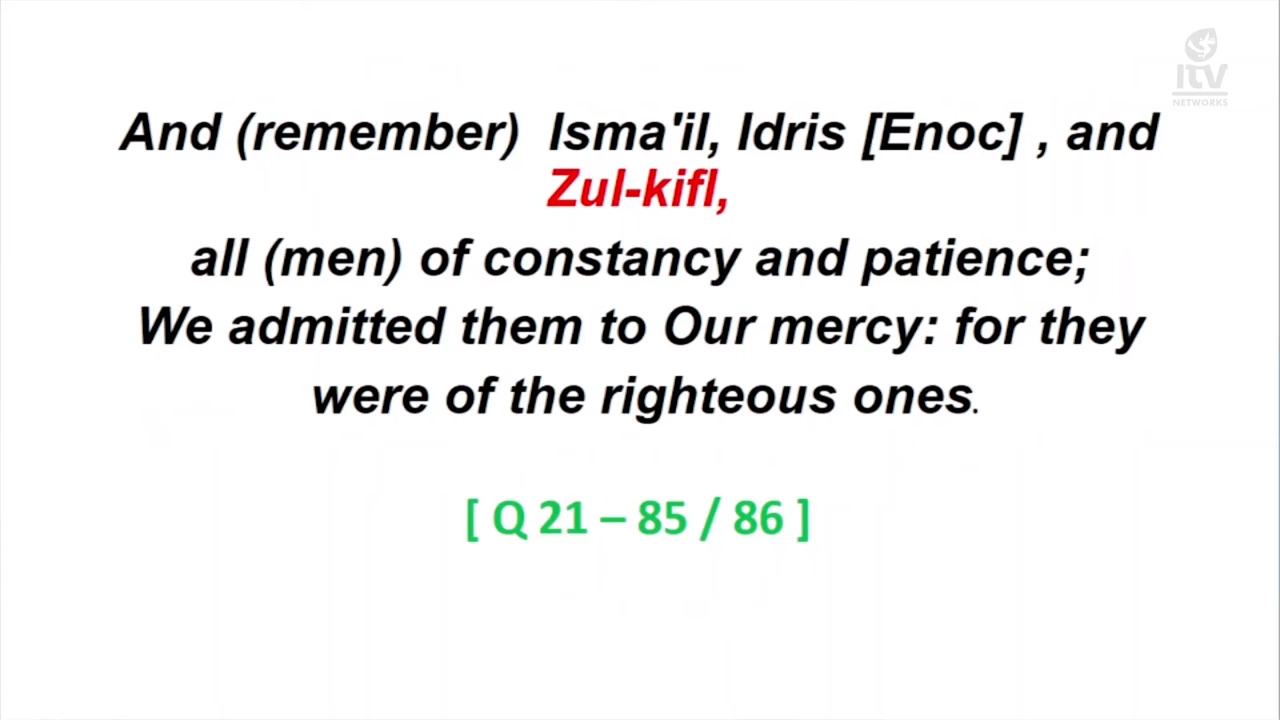 ITV
NETWORKS
And (remember) Isma'il, Idris [Enoc] , and
Zul-kifl,
all (men) of constancy and patience;
We admitted them to Our mercy: for they
were of the righteous ones.
[ Q 21 – 85 / 86 ]